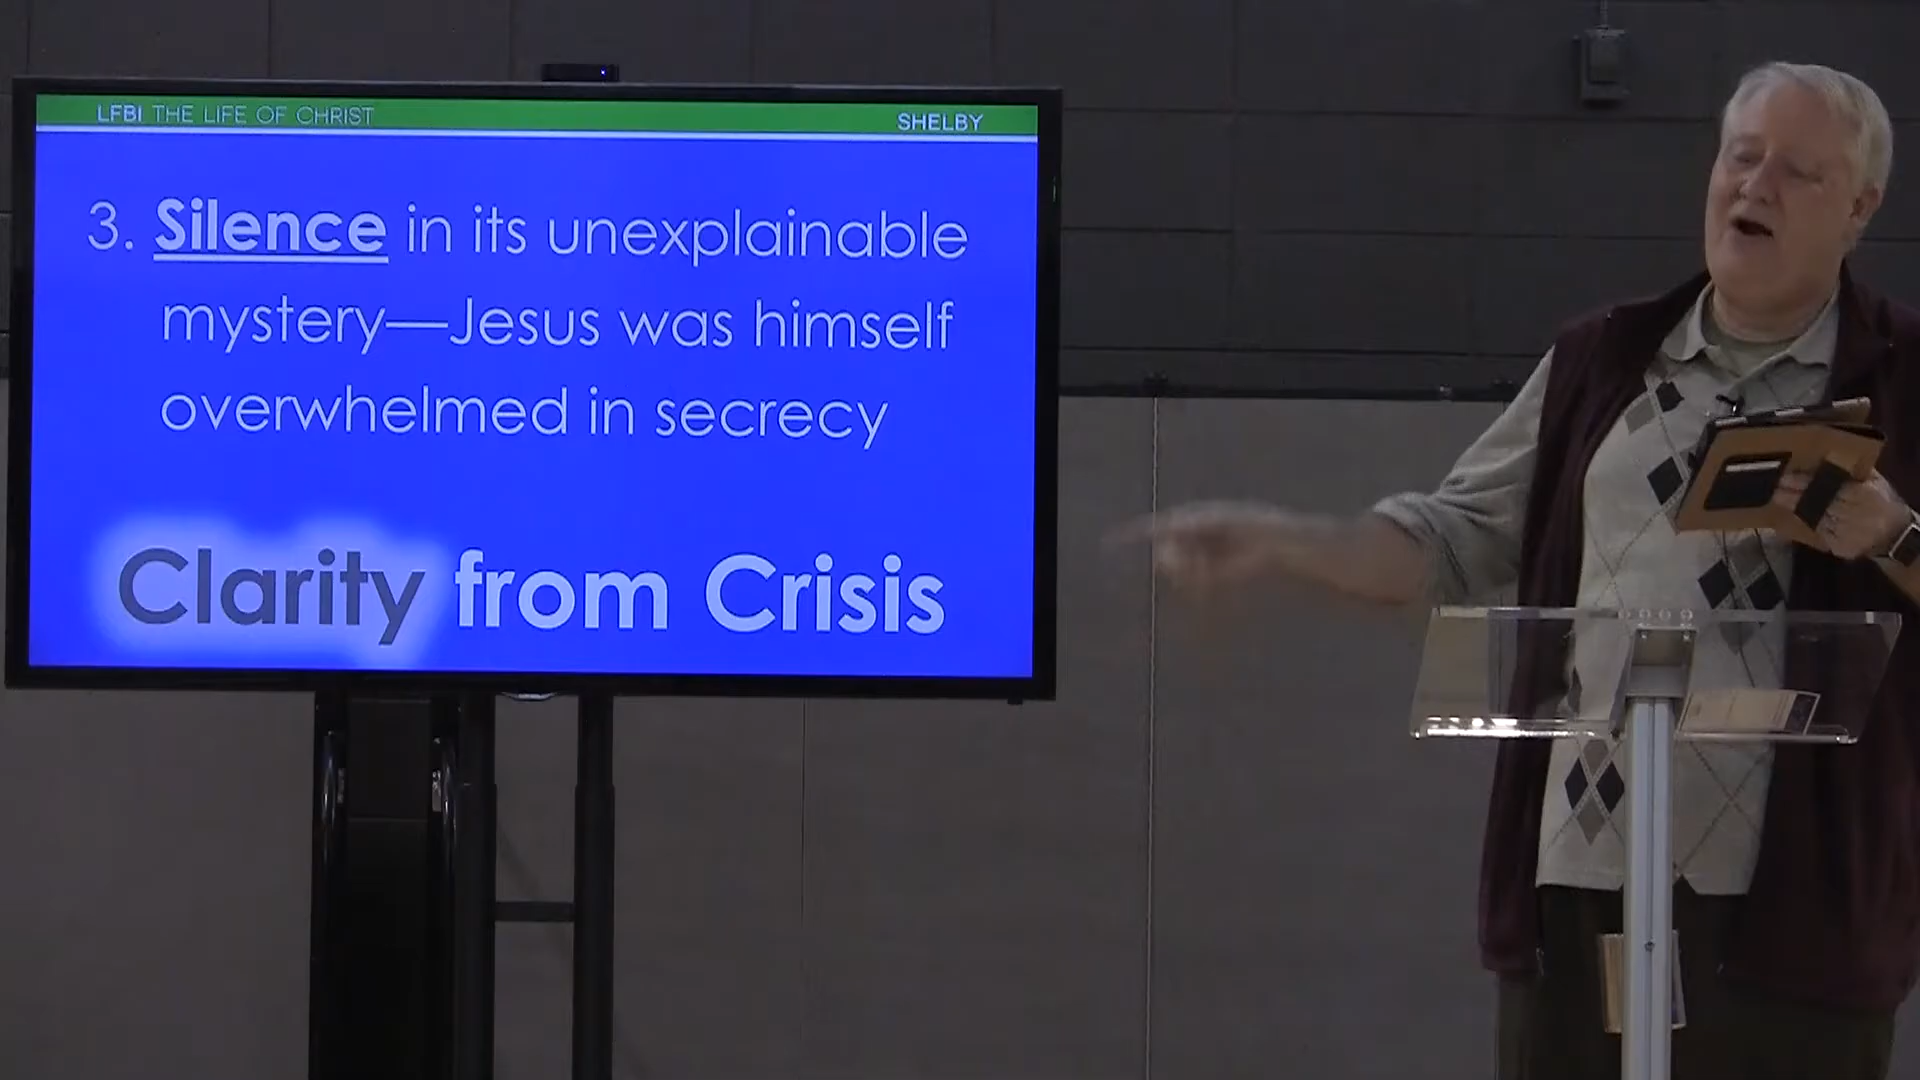 LFBI THE LIFE OF CHRIST
SHELBY
3. Silence in its unexplainable
mystery—Jesus was himself
overwhelmed in secrecy
Clarity from Crisis